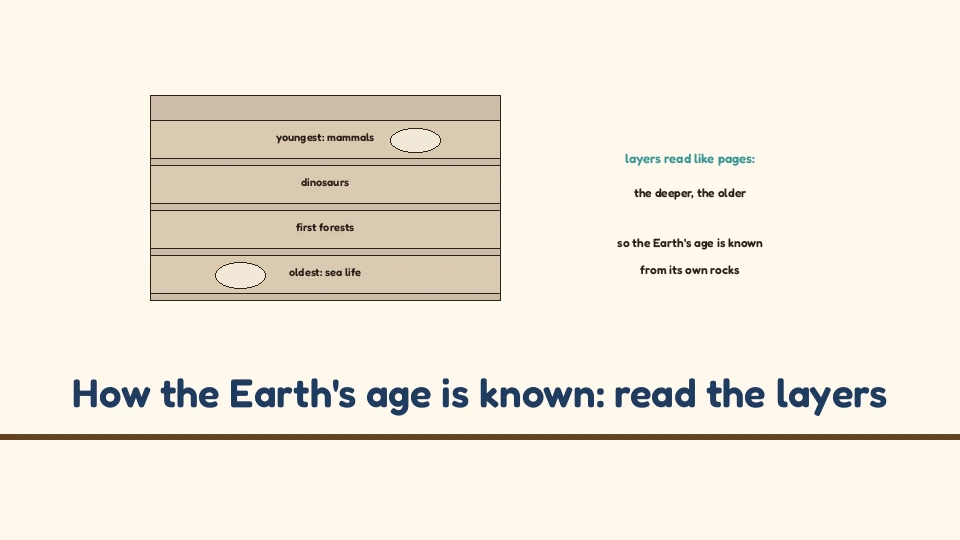 youngest: mammals
dinosaurs
first forests
oldest: sea life
layers read like pages:
the deeper, the older
so the Earth's age is known
from its own rocks
How the Earth's age is known: read the layers